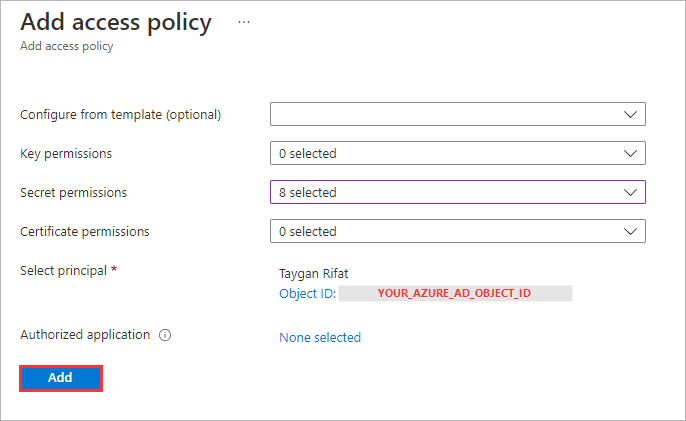 Add access policy ...
Add access policy
Configure from template (optional)
Key permissions 0 selected
Secret permissions 8 selected
Certificate permissions 0 selected
Select principal * Taygan Rifat
Object ID: YOUR_AZURE_AD_OBJECT_ID
Authorized application None selected
Add